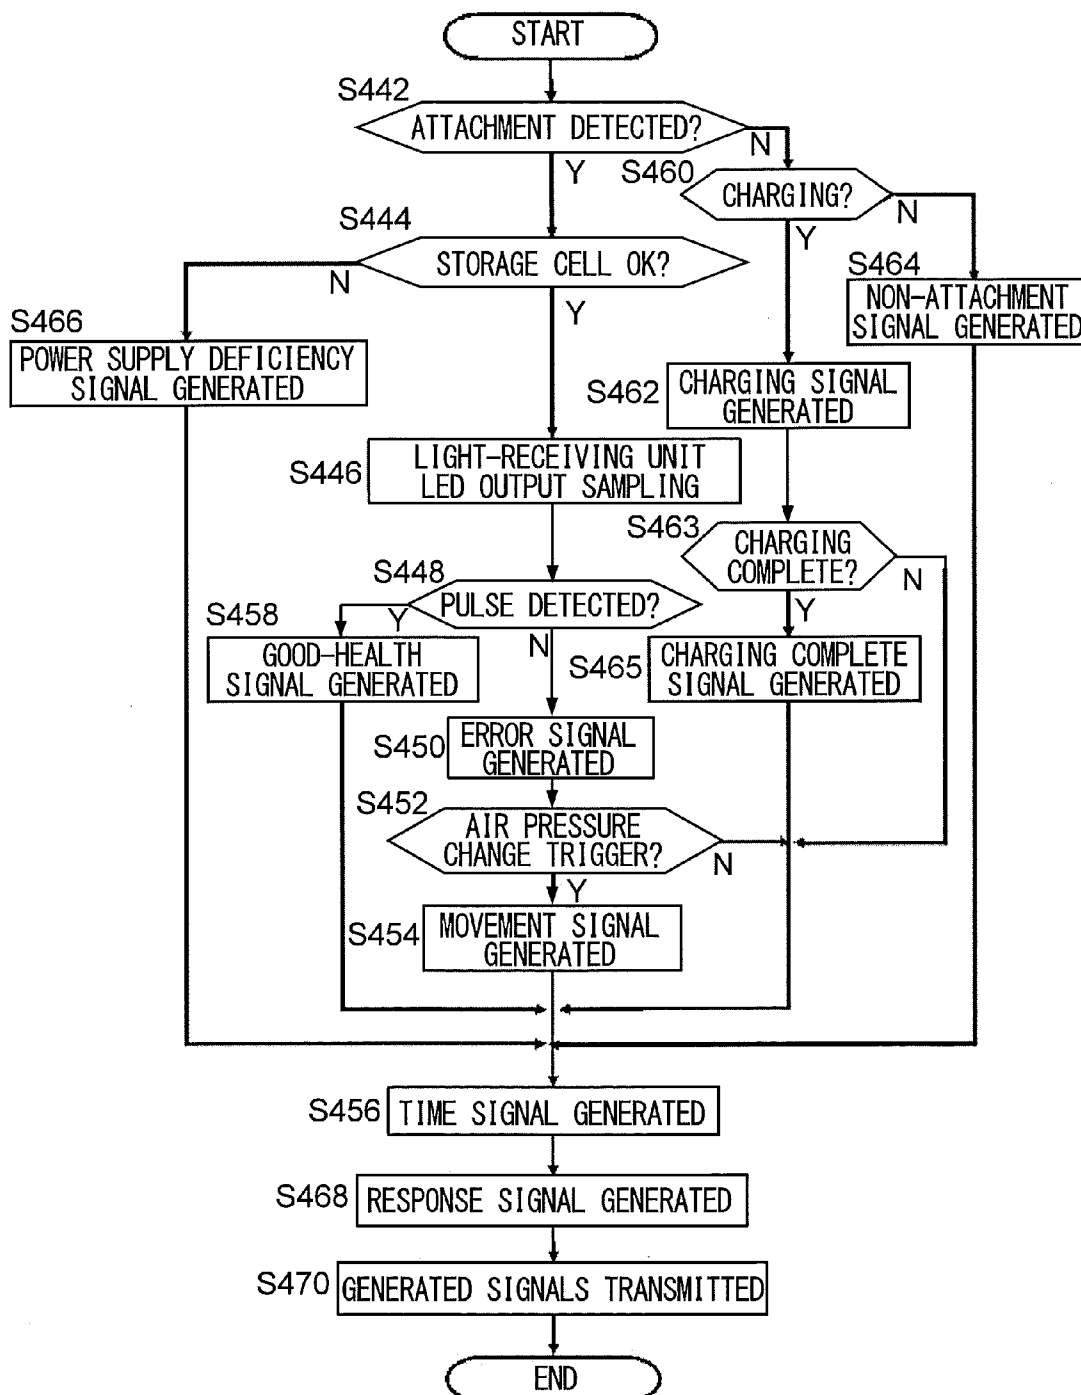 START
S442
ATTACHMENT DETECTED?
N
Y
S460
CHARGING?
N
Y
S444
STORAGE CELL OK?
N
Y
S464
NON-ATTACHMENT
SIGNAL GENERATED
S466
POWER SUPPLY DEFICIENCY
SIGNAL GENERATED
S462
CHARGING SIGNAL
GENERATED
S446
LIGHT-RECEIVING UNIT
LED OUTPUT SAMPLING
S463
CHARGING
COMPLETE?
N
Y
S448
PULSE DETECTED?
Y
N
S458
GOOD-HEALTH
SIGNAL GENERATED
S465
CHARGING COMPLETE
SIGNAL GENERATED
S450
ERROR SIGNAL
GENERATED
S452
AIR PRESSURE
CHANGE TRIGGER?
N
Y
S454
MOVEMENT SIGNAL
GENERATED
S456
TIME SIGNAL GENERATED
S468
RESPONSE SIGNAL GENERATED
S470
GENERATED SIGNALS TRANSMITTED
END